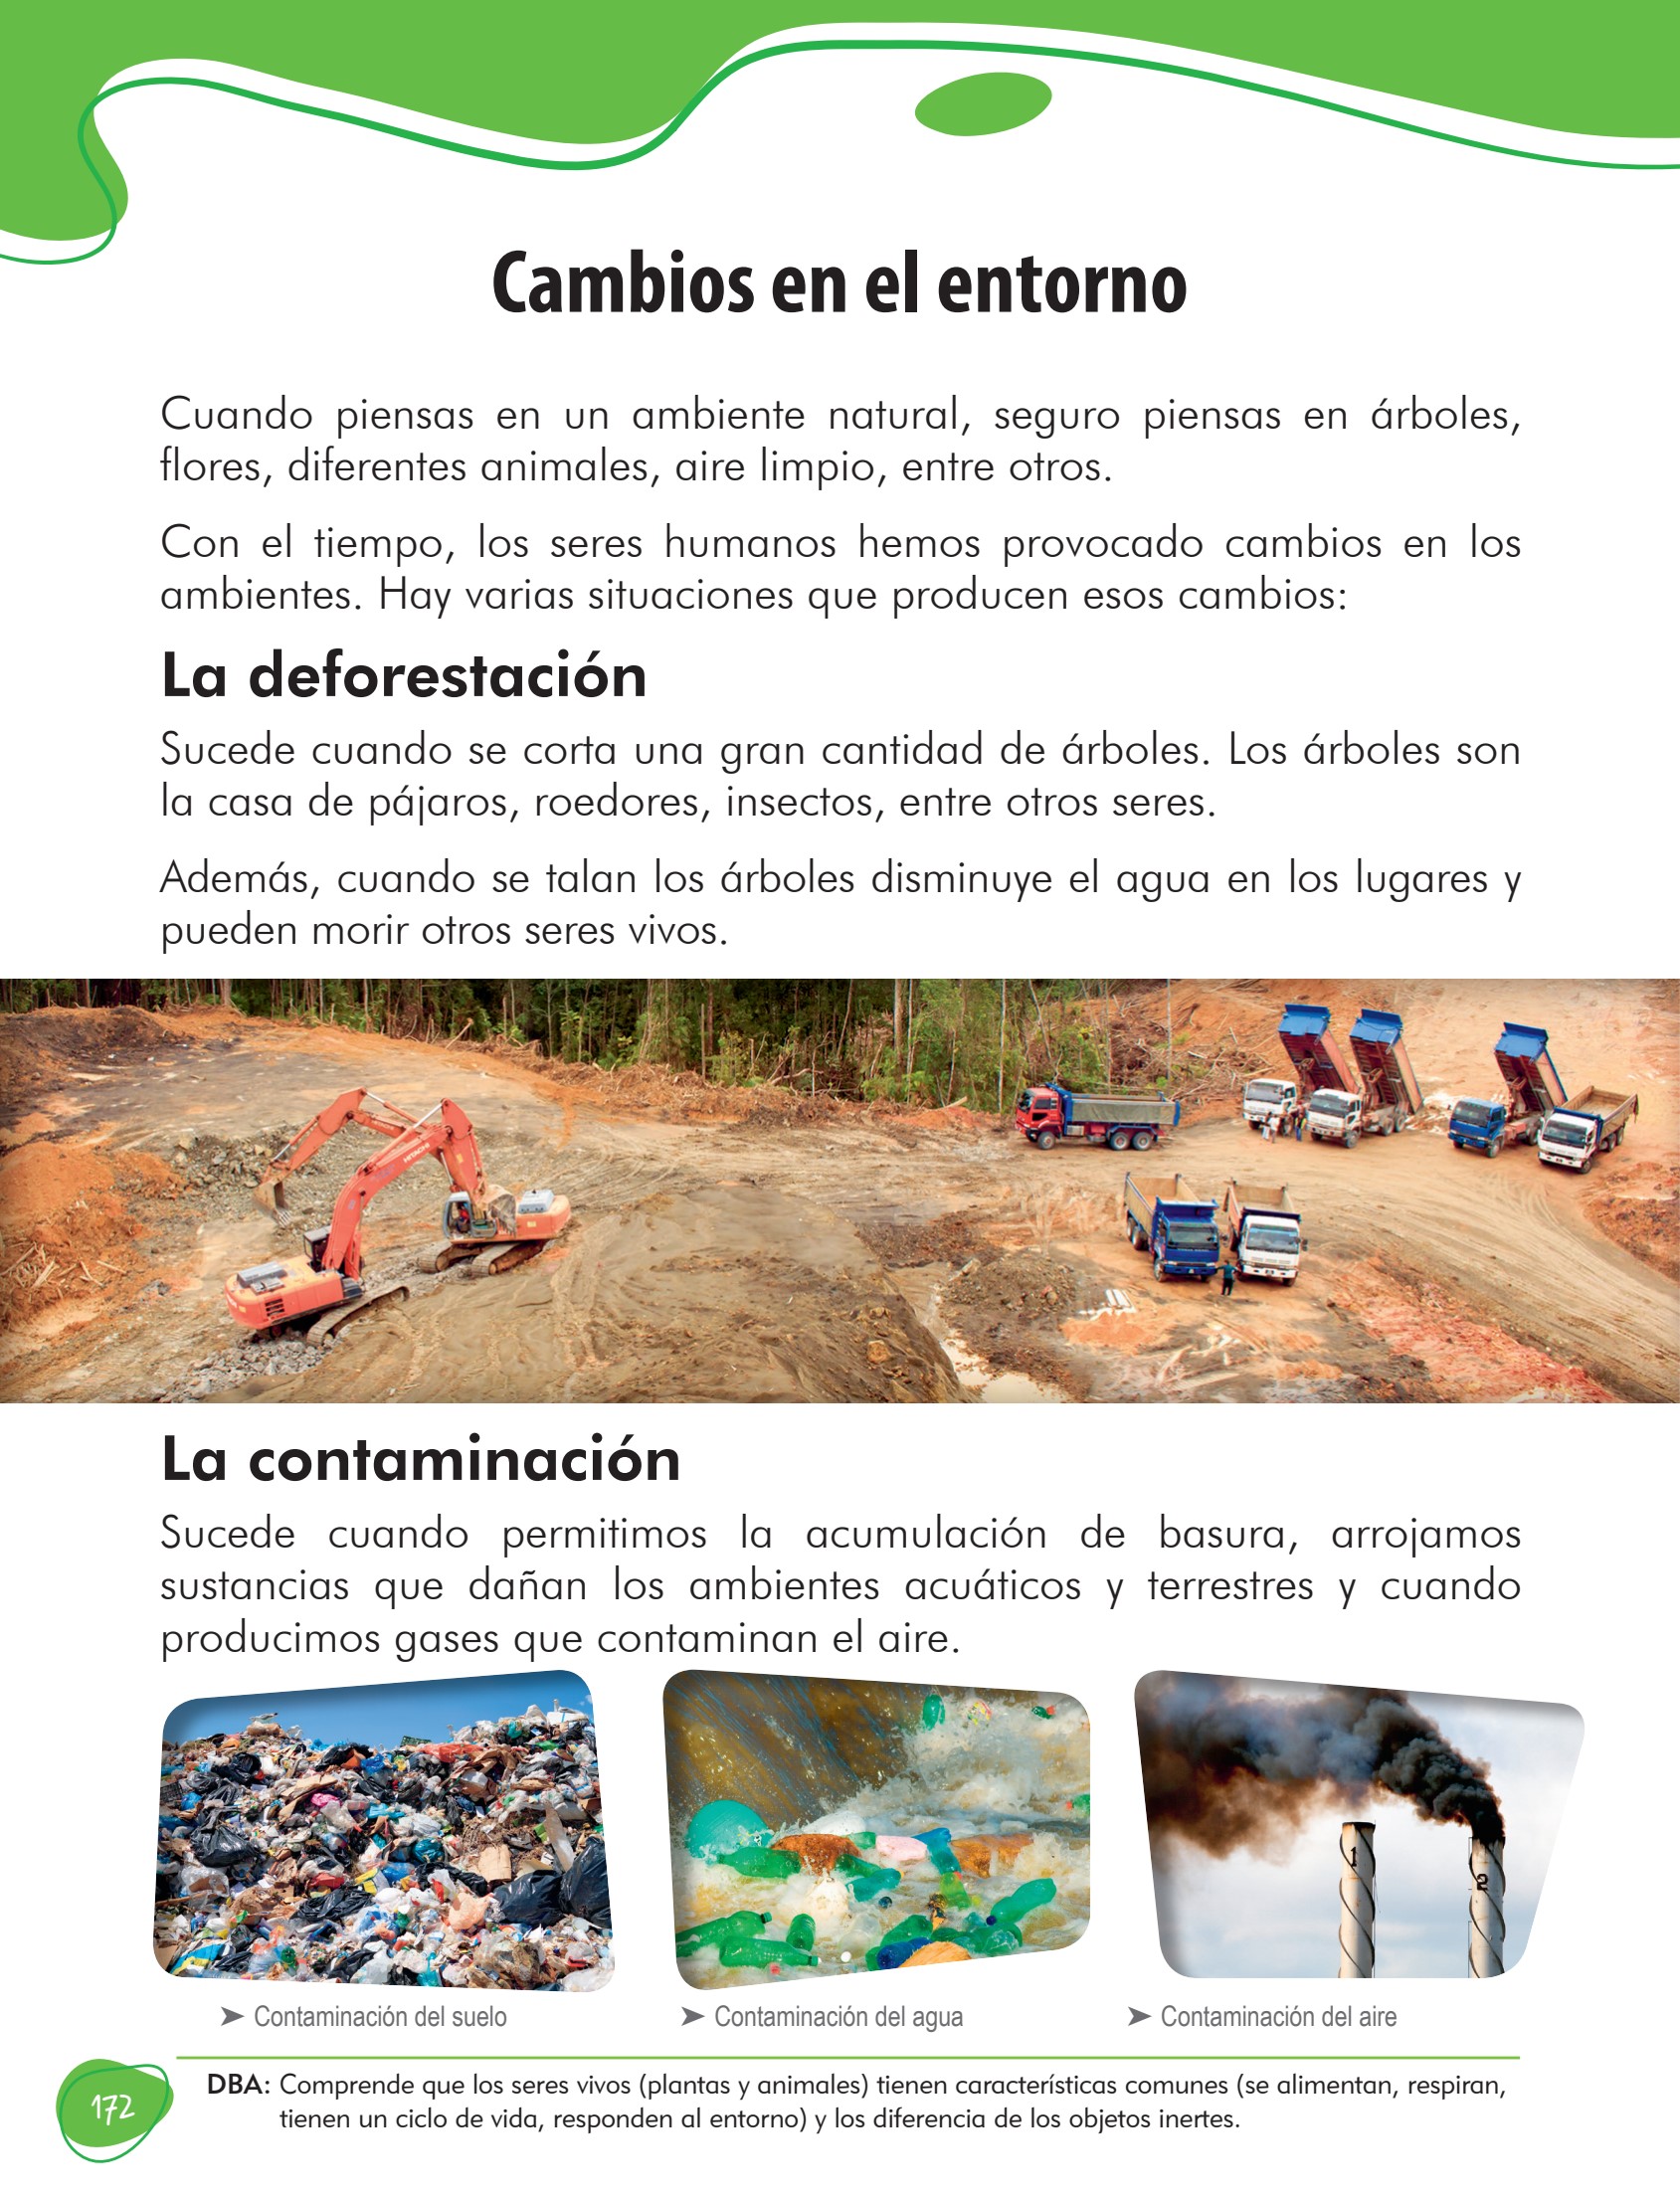 Cambios en el entorno
Cuando piensas en un ambiente natural, seguro piensas en árboles,
flores, diferentes animales, aire limpio, entre otros.
Con el tiempo, los seres humanos hemos provocado cambios en los
ambientes. Hay varias situaciones que producen esos cambios:
La deforestación
Sucede cuando se corta una gran cantidad de árboles. Los árboles son
la casa de pájaros, roedores, insectos, entre otros seres.
Además, cuando se talan los árboles disminuye el agua en los lugares y
pueden morir otros seres vivos.
HITACHI
HITACHI
La contaminación
Sucede cuando permitimos la acumulación de basura, arrojamos
sustancias que dañan los ambientes acuáticos y terrestres y cuando
producimos gases que contaminan el aire.
1
2
➤ Contaminación del suelo
➤ Contaminación del agua
➤ Contaminación del aire
DBA: Comprende que los seres vivos (plantas y animales) tienen características comunes (se alimentan, respiran,
tienen un ciclo de vida, responden al entorno) y los diferencia de los objetos inertes.
172